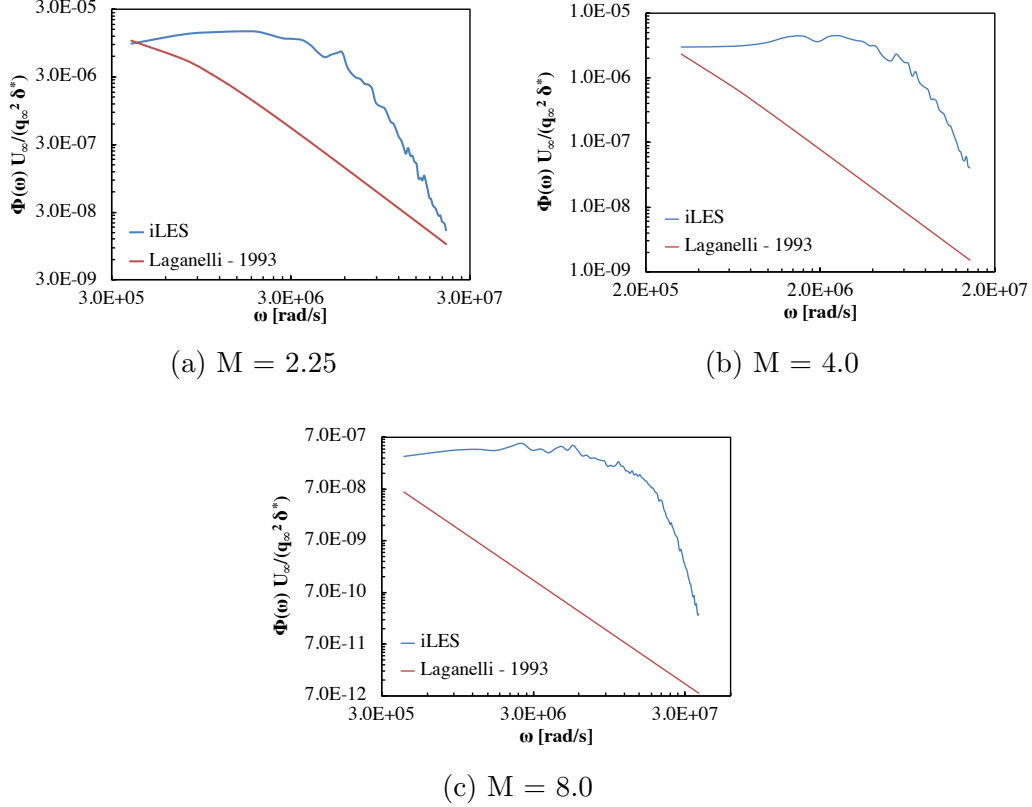 3.0E-05
3.0E-06
3.0E-07
3.0E-08
3.0E-09
Φ(ω) U∞/(q∞² δ*)
iLES
Laganelli - 1993
3.0E+05 3.0E+06 3.0E+07
ω [rad/s]
(a) M = 2.25
1.0E-05
1.0E-06
1.0E-07
1.0E-08
1.0E-09
Φ(ω) U∞/(q∞² δ*)
iLES
Laganelli - 1993
2.0E+05 2.0E+06 2.0E+07
ω [rad/s]
(b) M = 4.0
7.0E-07
7.0E-08
7.0E-09
7.0E-10
7.0E-11
7.0E-12
Φ(ω) U∞/(q∞² δ*)
iLES
Laganelli - 1993
3.0E+05 3.0E+06 3.0E+07
ω [rad/s]
(c) M = 8.0